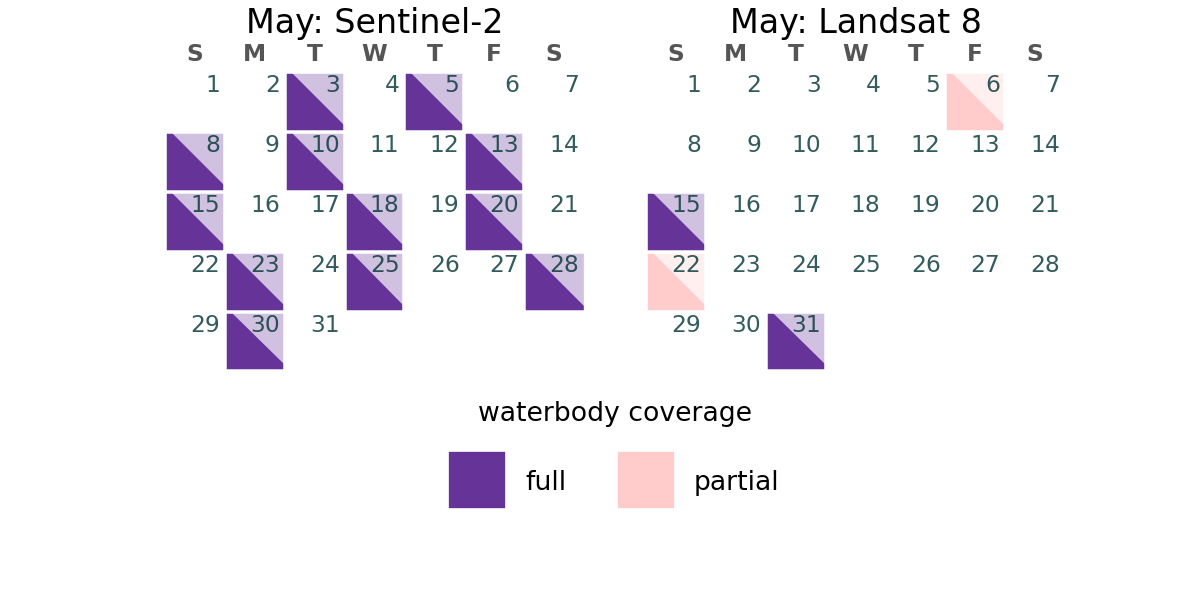 May: Sentinel-2
S M T W T F S
1 2 3 4 5 6 7
8 9 10 11 12 13 14
15 16 17 18 19 20 21
22 23 24 25 26 27 28
29 30 31
May: Landsat 8
S M T W T F S
1 2 3 4 5 6 7
8 9 10 11 12 13 14
15 16 17 18 19 20 21
22 23 24 25 26 27 28
29 30 31
waterbody coverage
full
partial